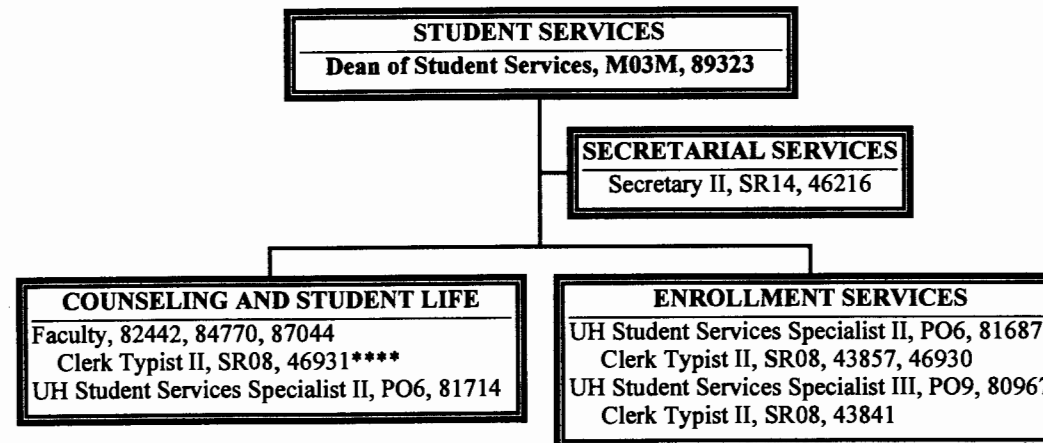 STUDENT SERVICES
Dean of Student Services, M03M, 89323
SECRETARIAL SERVICES
Secretary II, SR14, 46216
COUNSELING AND STUDENT LIFE
Faculty, 82442, 84770, 87044
Clerk Typist II, SR08, 46931****
UH Student Services Specialist II, PO6, 81714
ENROLLMENT SERVICES
UH Student Services Specialist II, PO6, 81687
Clerk Typist II, SR08, 43857, 46930
UH Student Services Specialist III, PO9, 80967
Clerk Typist II, SR08, 43841